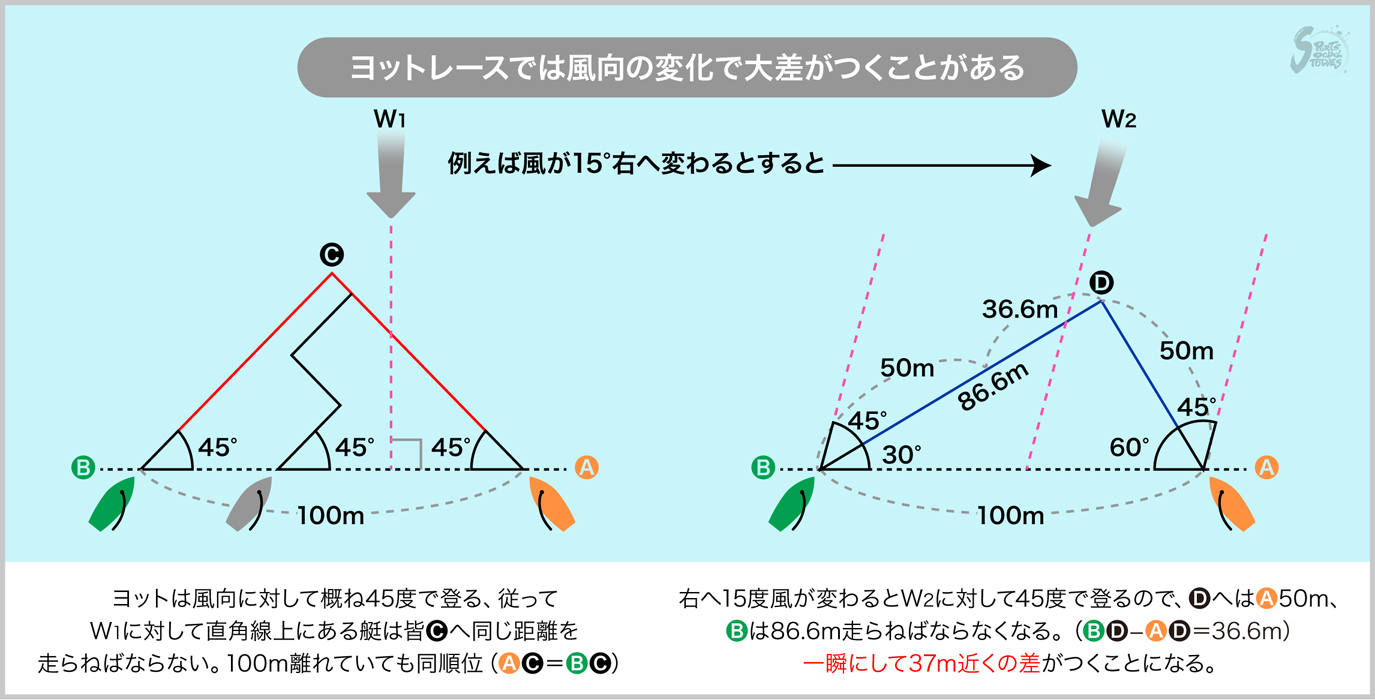 SPORTS
SOCIAL
STUDIES
ヨットレースでは風向の変化で大差がつくことがある
W1
W2
例えば風が15°右へ変わるとすると
C
45°
45°
45°
B
A
100m
D
36.6m
50m
50m
86.6m
45°
45°
30°
60°
B
A
100m
ヨットは風向に対して概ね45度で登る、従って
W1に対して直角線上にある艇は皆Cへ同じ距離を
走らねばならない。100m離れていても同順位（AC＝BC）
右へ15度風が変わるとW2に対して45度で登るので、DへはA50m、
Bは86.6m走らねばならなくなる。（BD−AD＝36.6m）
一瞬にして37m近くの差がつくことになる。